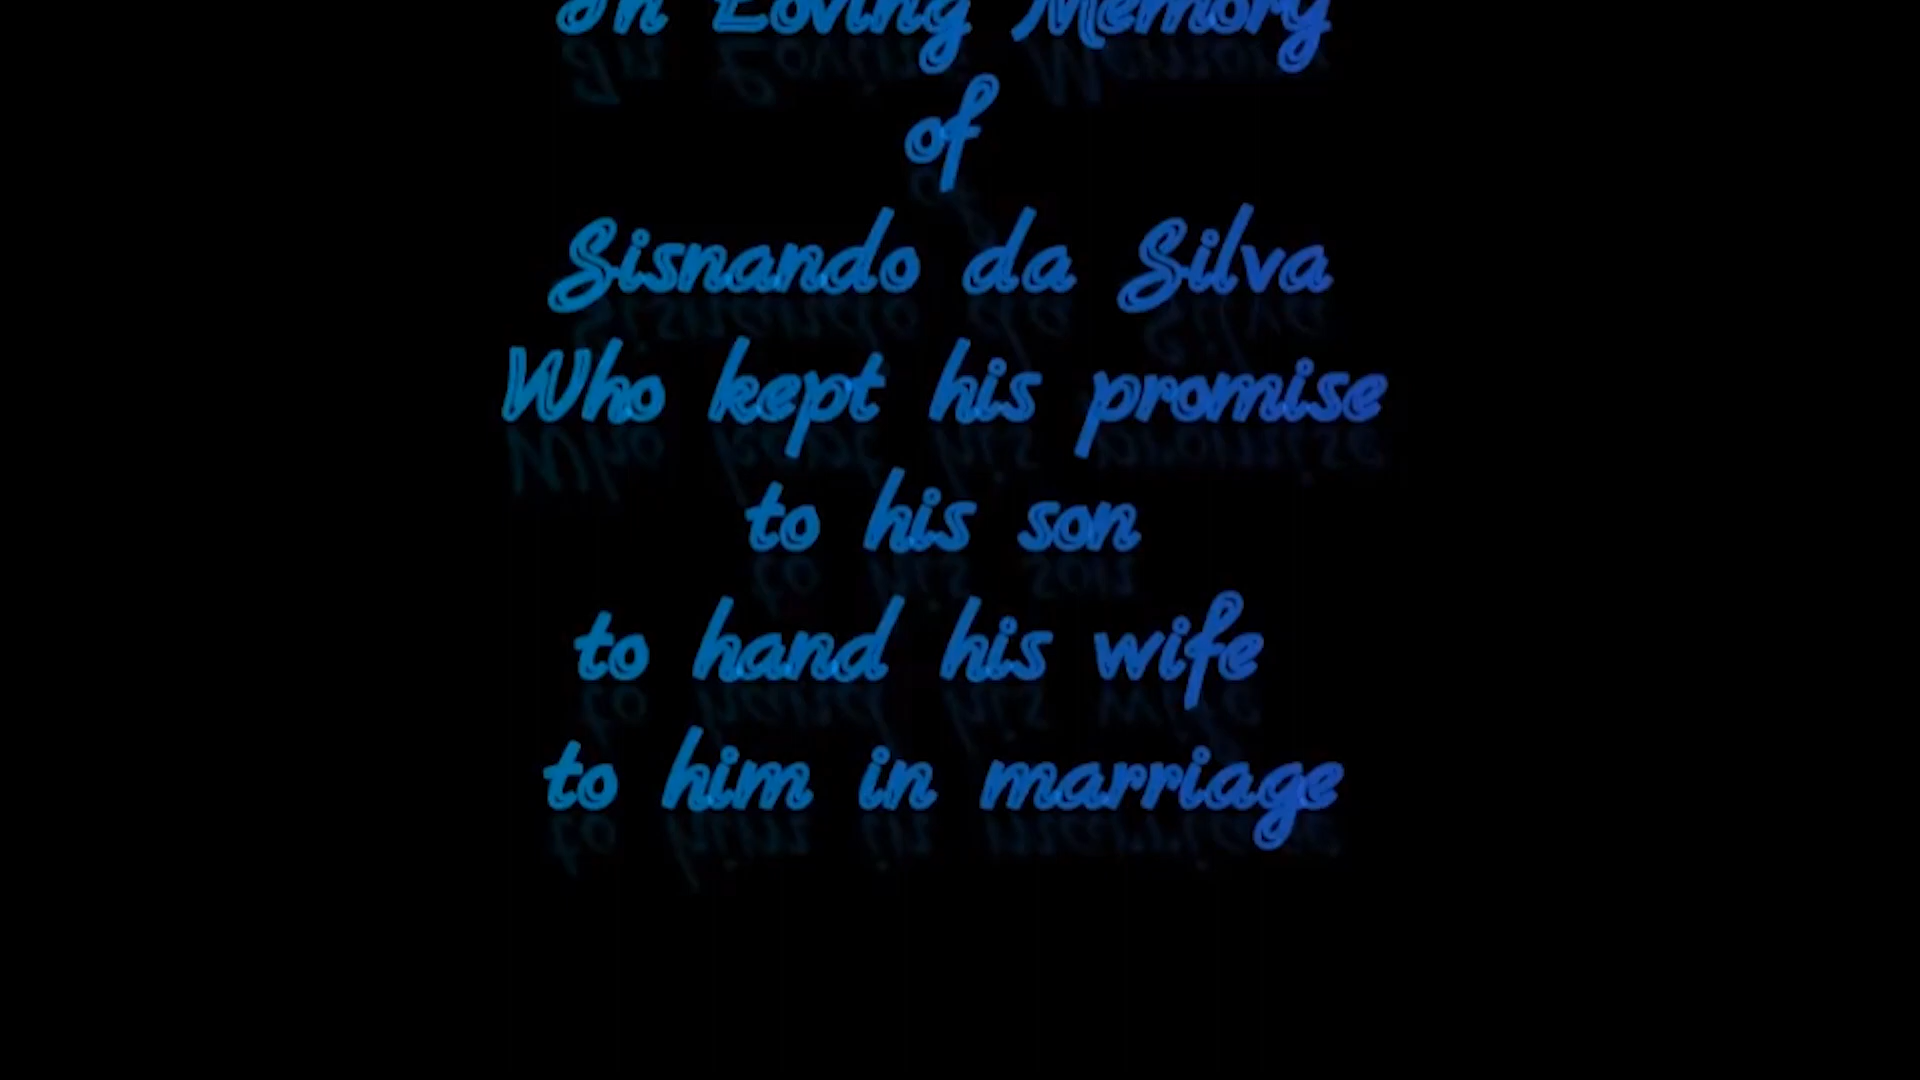 In Loving Memory
of
Sisnando da Silva
Who kept his promise
to his son
to hand his wife
to him in marriage